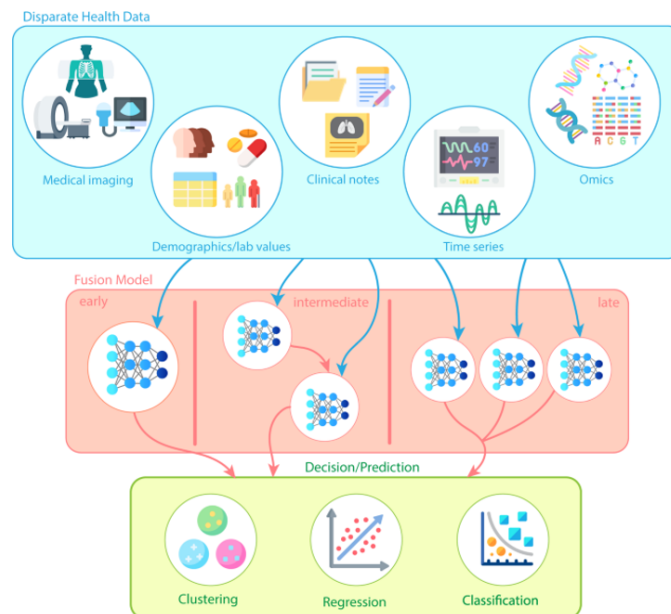 Disparate Health Data
Medical imaging
Demographics/lab values
Clinical notes
60
97
Time series
A C G T
Omics
Fusion Model
early
intermediate
late
Decision/Prediction
Clustering
Regression
Classification